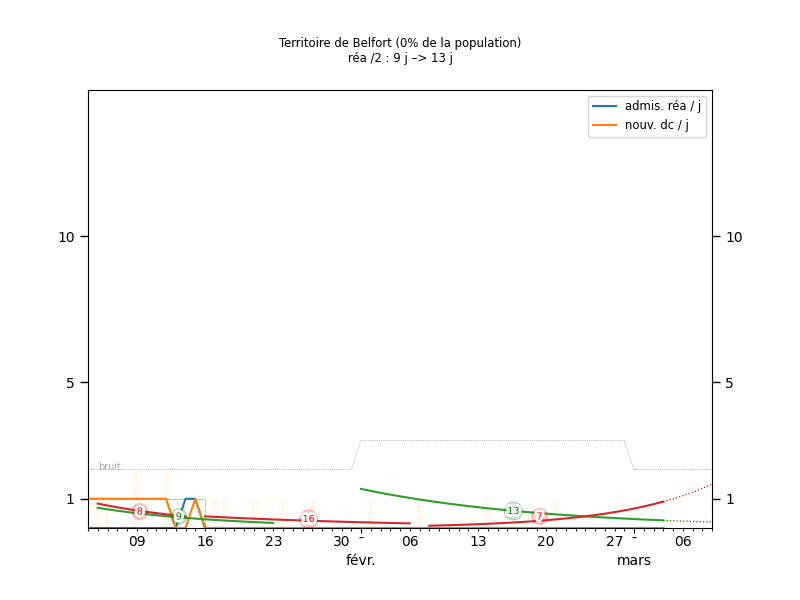 Territoire de Belfort (0% de la population)
réa /2 : 9 j –> 13 j
admis. réa / j
nouv. dc / j
10
10
5
5
bruit
1
1
8
9
16
13
7
09
16
23
30
06
13
20
27
06
févr.
mars